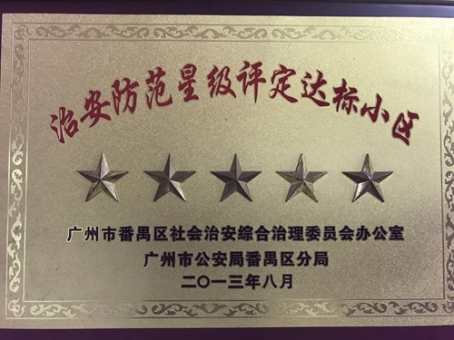 治安防范星级评定达标小区
广州市番禺区社会治安综合治理委员会办公室
广州市公安局番禺区分局
二〇一三年八月